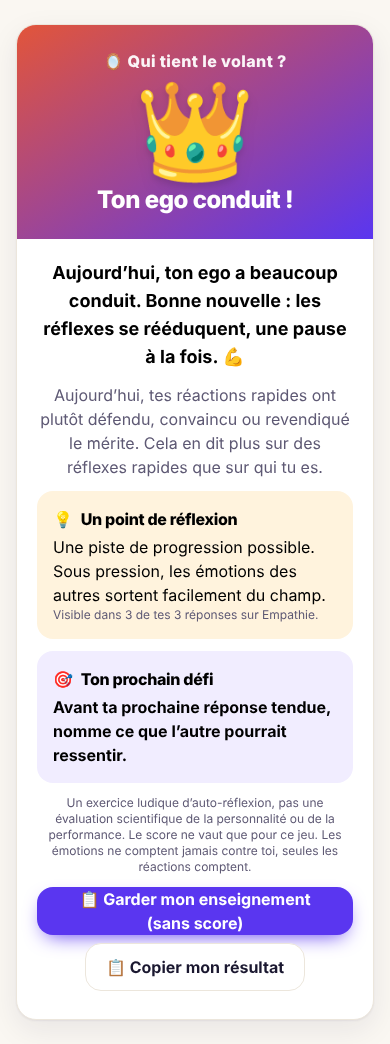 🪞 Qui tient le volant ?
Ton ego conduit !
Aujourd’hui, ton ego a beaucoup
conduit. Bonne nouvelle : les
réflexes se rééduquent, une pause
à la fois. 💪
Aujourd’hui, tes réactions rapides ont
plutôt défendu, convaincu ou revendiqué
le mérite. Cela en dit plus sur des
réflexes rapides que sur qui tu es.
💡 Un point de réflexion
Une piste de progression possible.
Sous pression, les émotions des
autres sortent facilement du champ.
Visible dans 3 de tes 3 réponses sur Empathie.
🎯 Ton prochain défi
Avant ta prochaine réponse tendue,
nomme ce que l’autre pourrait
ressentir.
Un exercice ludique d’auto-réflexion, pas une
évaluation scientifique de la personnalité ou de la
performance. Le score ne vaut que pour ce jeu. Les
émotions ne comptent jamais contre toi, seules les
réactions comptent.
📋 Garder mon enseignement
(sans score)
📋 Copier mon résultat